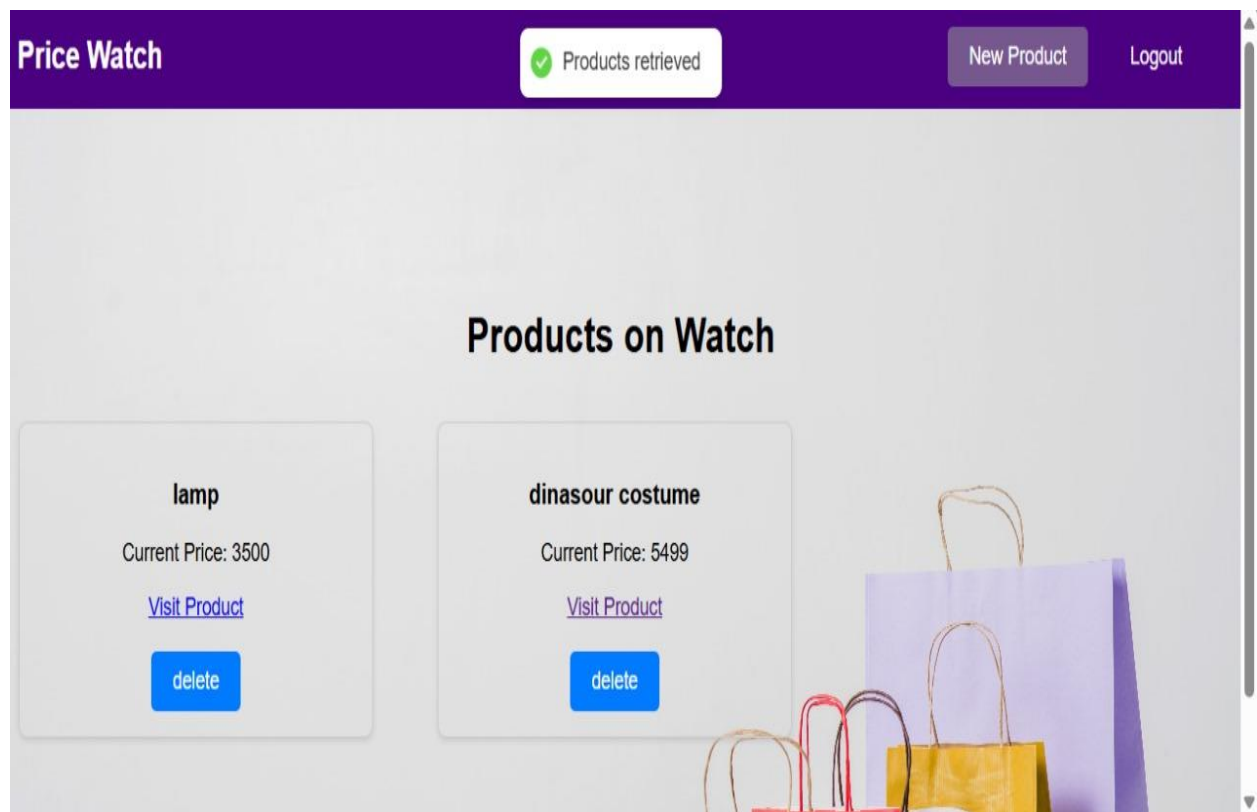 Price Watch
Products retrieved
New Product
Logout
Products on Watch
lamp
Current Price: 3500
Visit Product
delete
dinasour costume
Current Price: 5499
Visit Product
delete